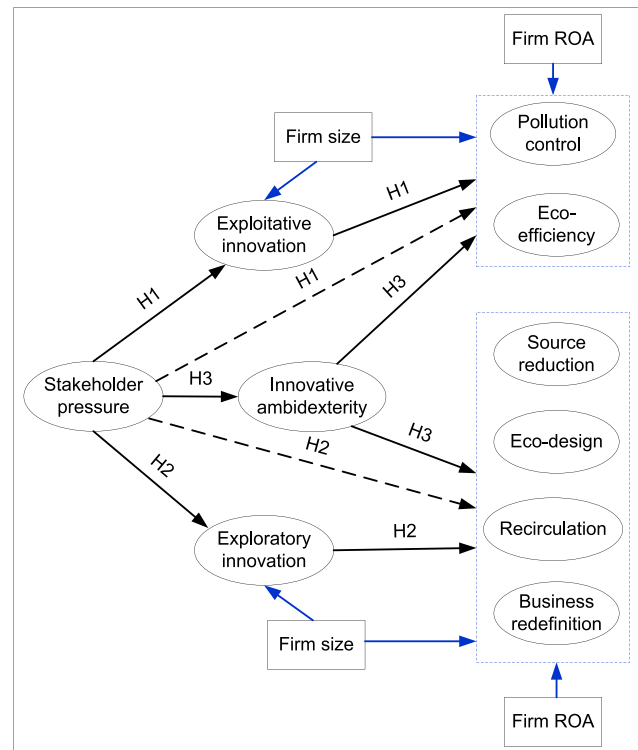 Firm ROA
Firm size
Pollution
control
H1
Exploitative
innovation
Eco-
efficiency
H1
H1
H3
Source
reduction
Stakeholder
pressure
H3
Innovative
ambidexterity
H3
Eco-design
H2
H2
Exploratory
innovation
H2
Recirculation
Business
redefinition
Firm size
Firm ROA